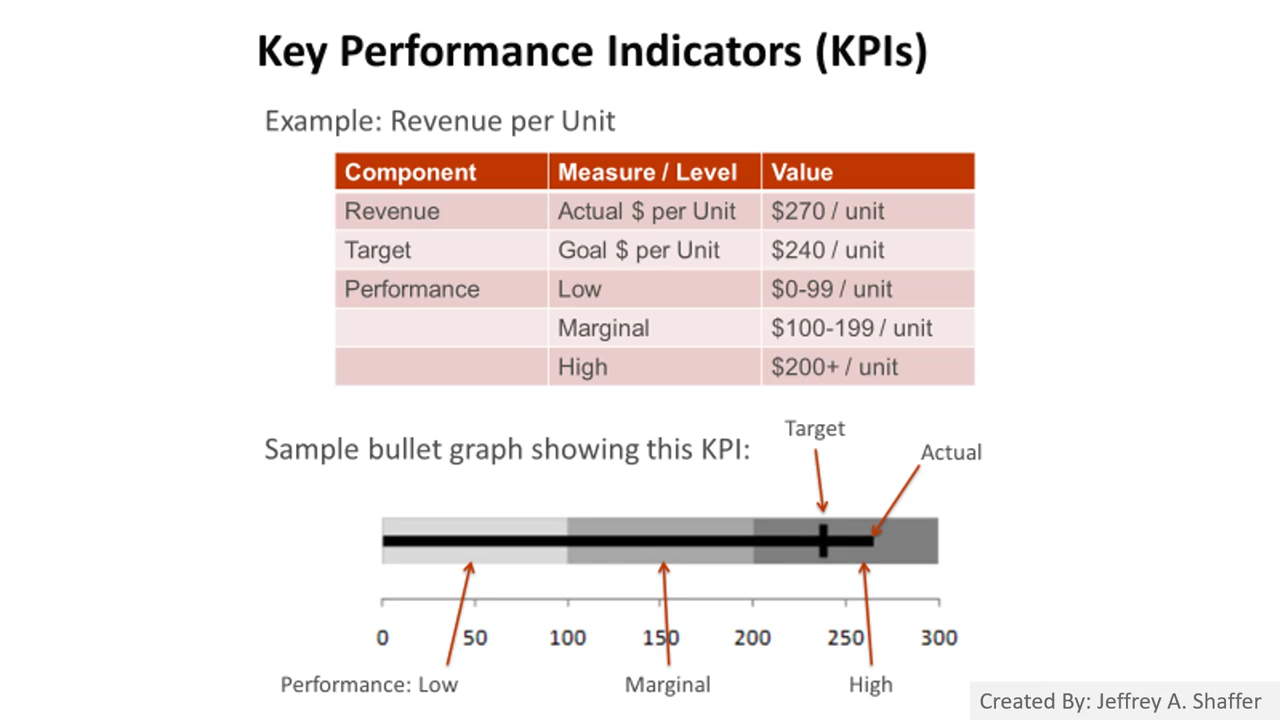 Key Performance Indicators (KPIs)
Example: Revenue per Unit
Component Measure / Level Value
Revenue Actual $ per Unit $270 / unit
Target Goal $ per Unit $240 / unit
Performance Low $0-99 / unit
Marginal $100-199 / unit
High $200+ / unit
Target
Sample bullet graph showing this KPI:
Actual
0 50 100 150 200 250 300
Performance: Low Marginal High
Created By: Jeffrey A. Shaffer